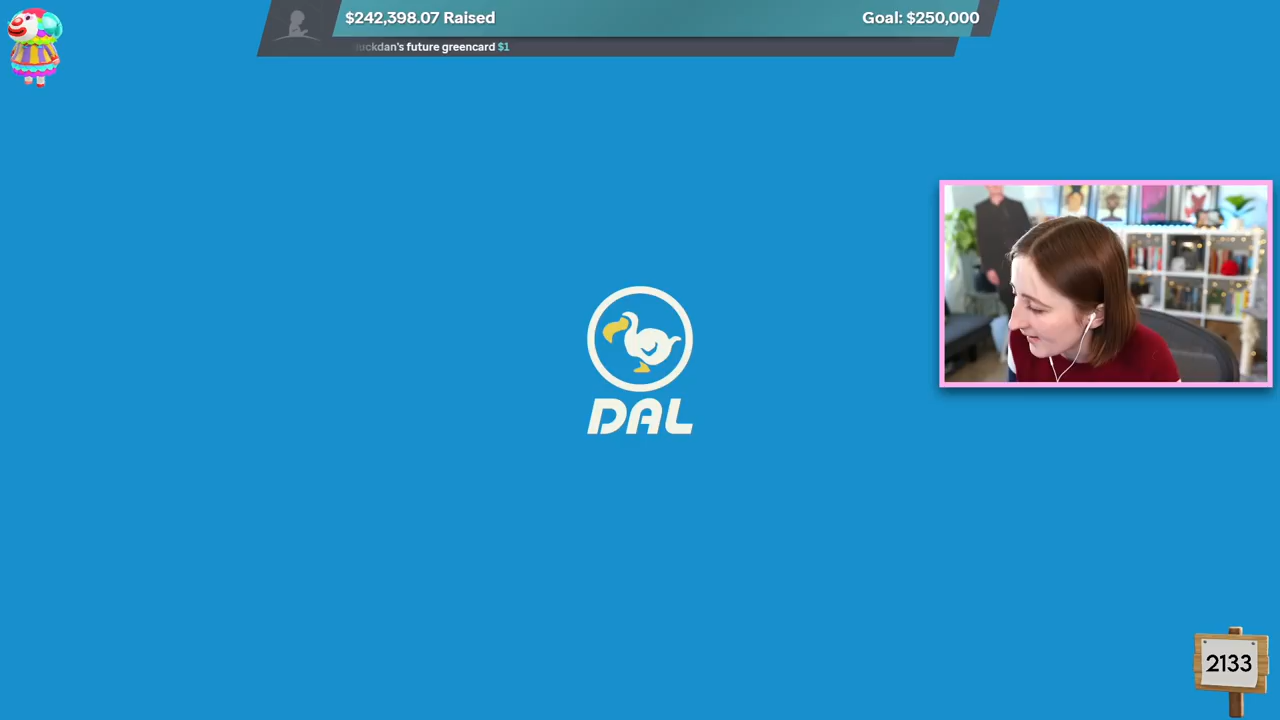 $242,398.07 Raised
Goal: $250,000
future greencard $1
DAL
2133